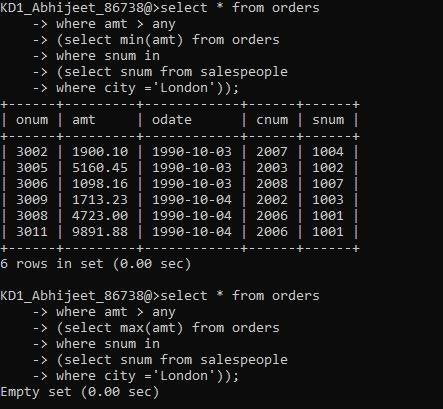 KD1_Abhijeet_86738@>select * from orders
    -> where amt > any
    -> (select min(amt) from orders
    -> where snum in
    -> (select snum from salespeople
    -> where city ='London'));
+------+---------+------------+------+------+
| onum | amt     | odate      | cnum | snum |
+------+---------+------------+------+------+
| 3002 | 1900.10 | 1990-10-03 | 2007 | 1004 |
| 3005 | 5160.45 | 1990-10-03 | 2003 | 1002 |
| 3006 | 1098.16 | 1990-10-03 | 2008 | 1007 |
| 3009 | 1713.23 | 1990-10-04 | 2002 | 1003 |
| 3008 | 4723.00 | 1990-10-04 | 2006 | 1001 |
| 3011 | 9891.88 | 1990-10-04 | 2006 | 1001 |
+------+---------+------------+------+------+
6 rows in set (0.00 sec)

KD1_Abhijeet_86738@>select * from orders
    -> where amt > any
    -> (select max(amt) from orders
    -> where snum in
    -> (select snum from salespeople
    -> where city ='London'));
Empty set (0.00 sec)